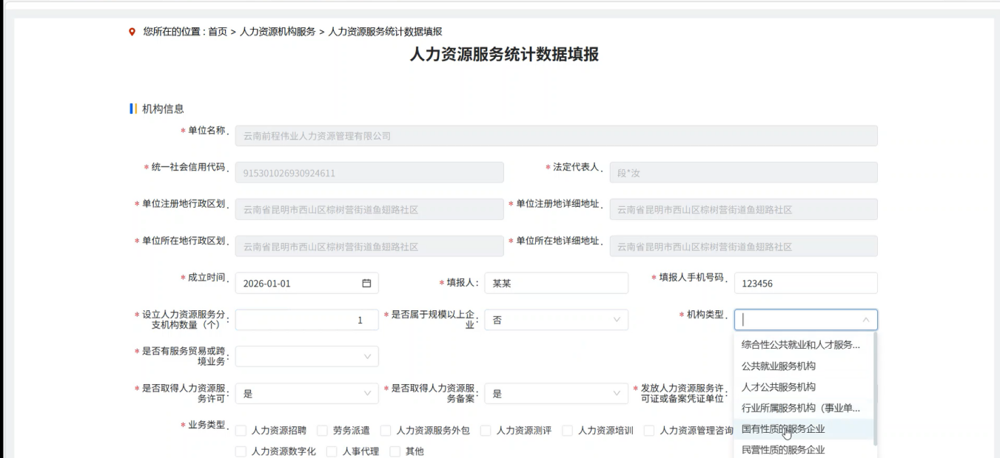 您所在的位置 : 首页 > 人力资源机构服务 > 人力资源服务统计数据填报
人力资源服务统计数据填报
机构信息
* 单位名称 云南前程伟业人力资源管理有限公司
* 统一社会信用代码 915301026930924611 * 法定代表人 段*汝
* 单位注册地行政区划 云南省昆明市西山区棕树营街道鱼翅路社区 * 单位注册地详细地址 云南省昆明市西山区棕树营街道鱼翅路社区
* 单位所在地行政区划 云南省昆明市西山区棕树营街道鱼翅路社区 * 单位所在地详细地址 云南省昆明市西山区棕树营街道鱼翅路社区
* 成立时间 2026-01-01 * 填报人: 某某 * 填报人手机号码 123456
* 设立人力资源服务分支机构数量（个）: 1 * 是否属于规模以上企业: 否 * 机构类型
* 是否有服务贸易或跨境业务:
* 是否取得人力资源服务许可: 是 * 是否取得人力资源服务备案: 是 * 发放人力资源服务许可证或备案凭证单位:
* 业务类型 人力资源招聘 劳务派遣 人力资源服务外包 人力资源测评 人力资源培训 人力资源管理咨询
人力资源数字化 人事代理 其他
综合性公共就业和人才服务...
公共就业服务机构
人才公共服务机构
行业所属服务机构（事业单...
国有性质的服务企业
民营性质的服务企业